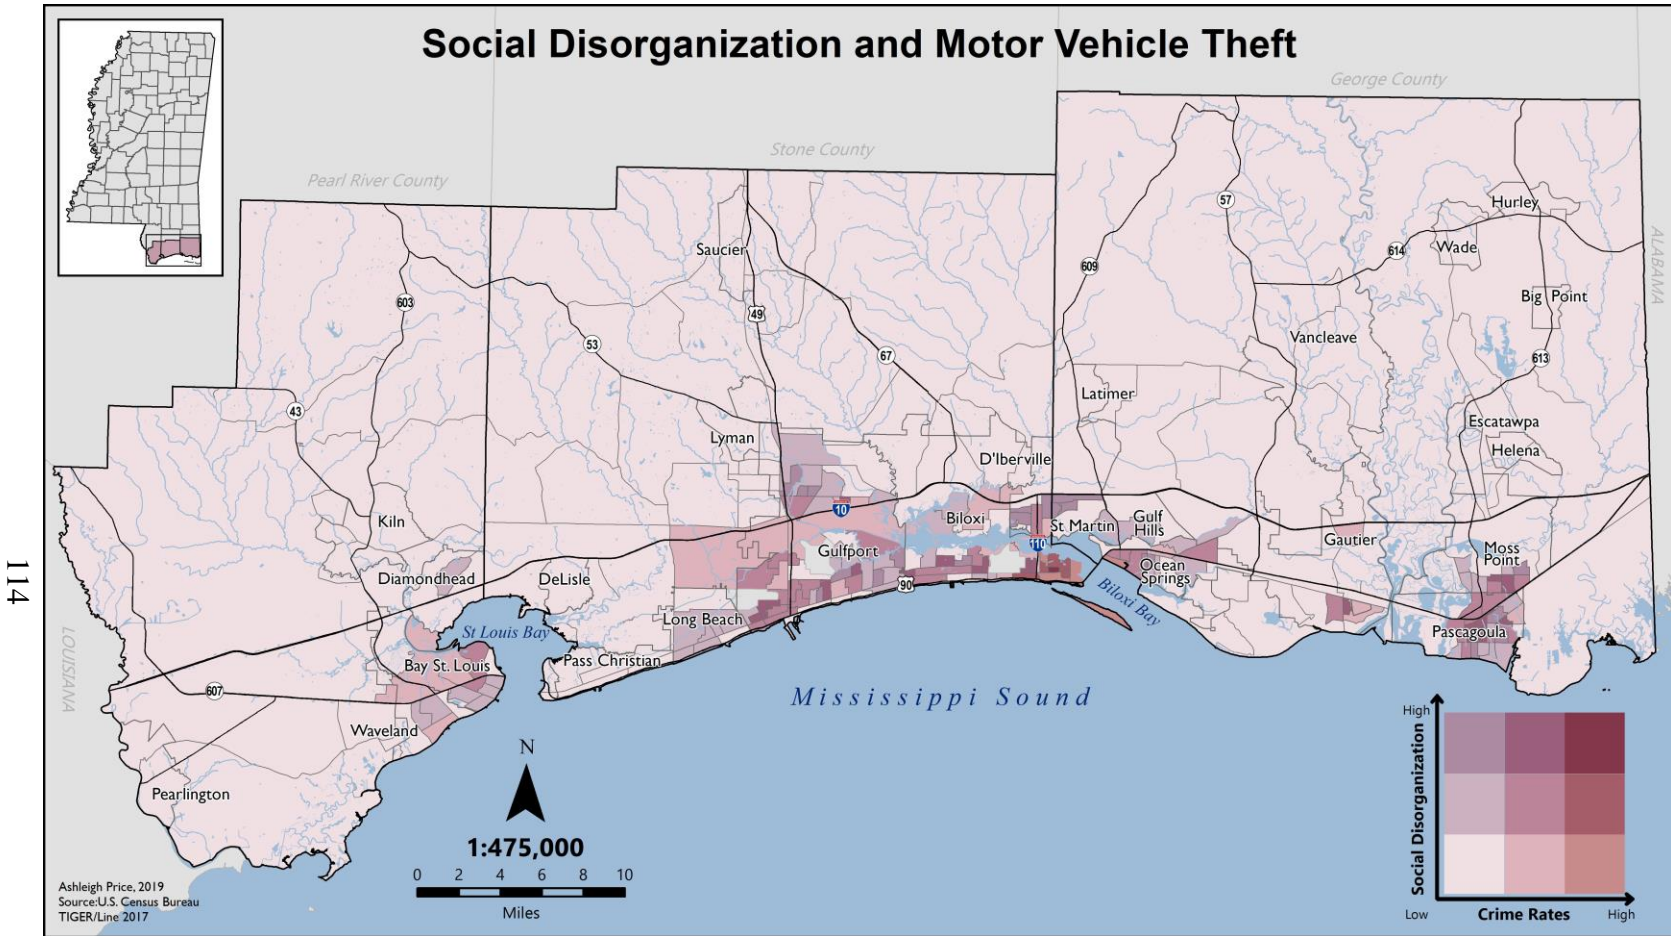 Social Disorganization and Motor Vehicle Theft
George County
Stone County
Pearl River County
ALABAMA
LOUISIANA
Hurley
57
Saucier
614
Wade
609
603
49
Big Point
Vancleave
53
67
613
Latimer
43
Escatawpa
Lyman
Helena
D'Iberville
10
Biloxi
St Martin
Gulf
Hills
Kiln
Gautier
110
Gulfport
Moss
Point
Diamondhead
DeLisle
Ocean
Springs
90
Biloxi Bay
Long Beach
St Louis Bay
Pascagoula
Bay St. Louis
Pass Christian
607
Mississippi Sound
Waveland
N
Pearlington
1:475,000
0 2 4 6 8 10
Miles
Ashleigh Price, 2019
Source:U.S. Census Bureau
TIGER/Line 2017
High
Social Disorganization
Low
Crime Rates
High
114